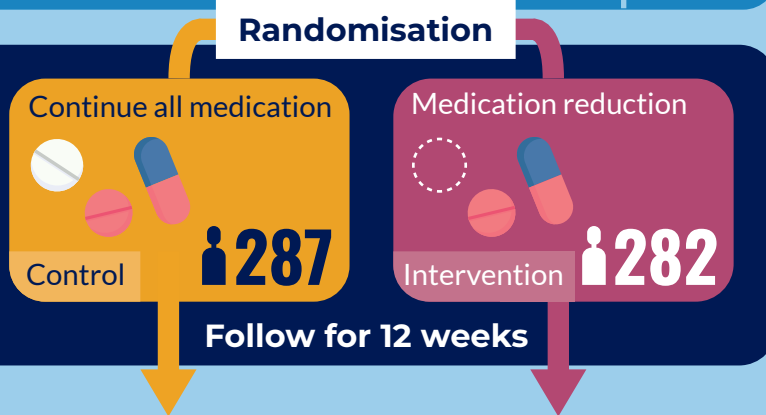 Randomisation
Continue all medication
Control
287
Medication reduction
Intervention
282
Follow for 12 weeks